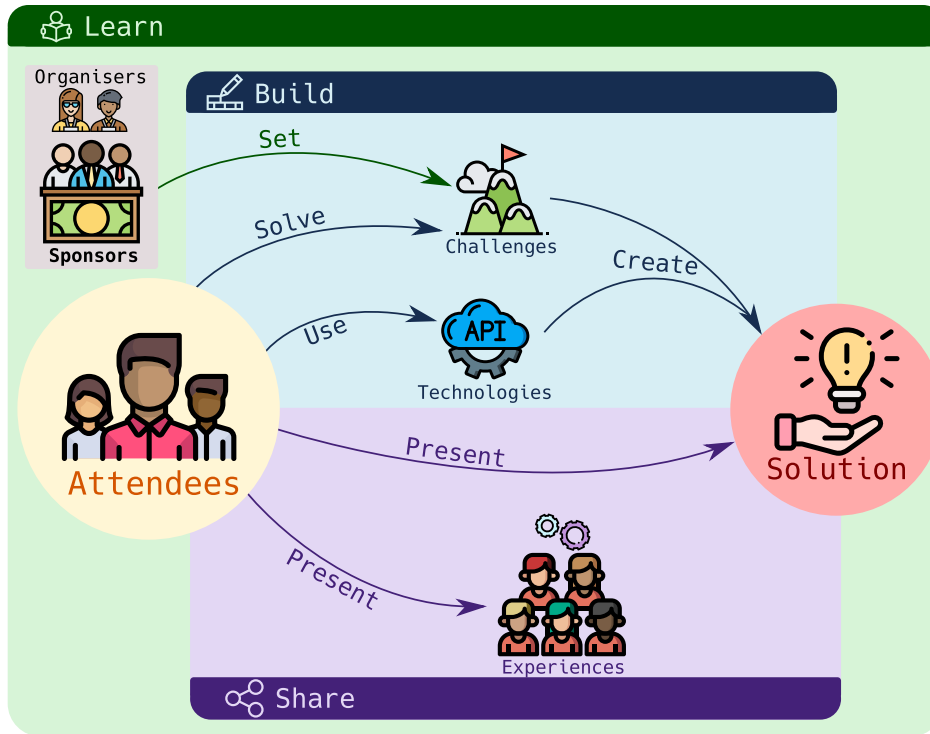 Learn
Organisers
Sponsors
Build
Set
Solve
Challenges
Create
Use
API
Technologies
Attendees
Present
Solution
Present
Experiences
Share